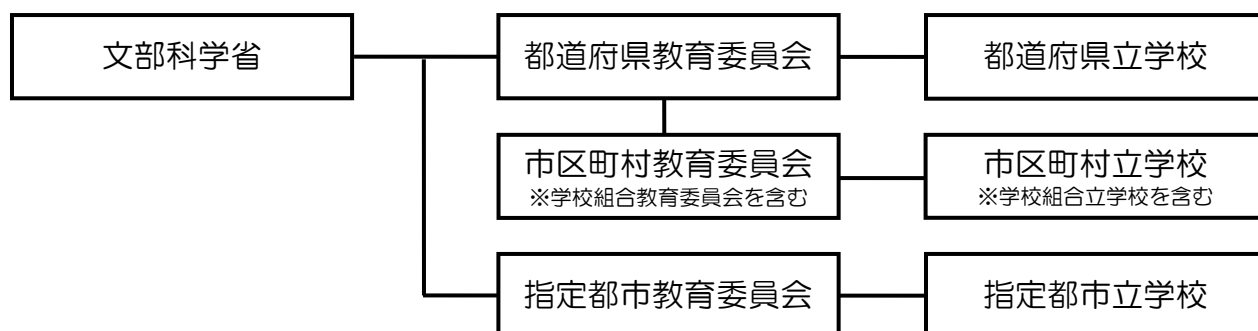 文部科学省
都道府県教育委員会
都道府県立学校
市区町村教育委員会
※学校組合教育委員会を含む
市区町村立学校
※学校組合立学校を含む
指定都市教育委員会
指定都市立学校